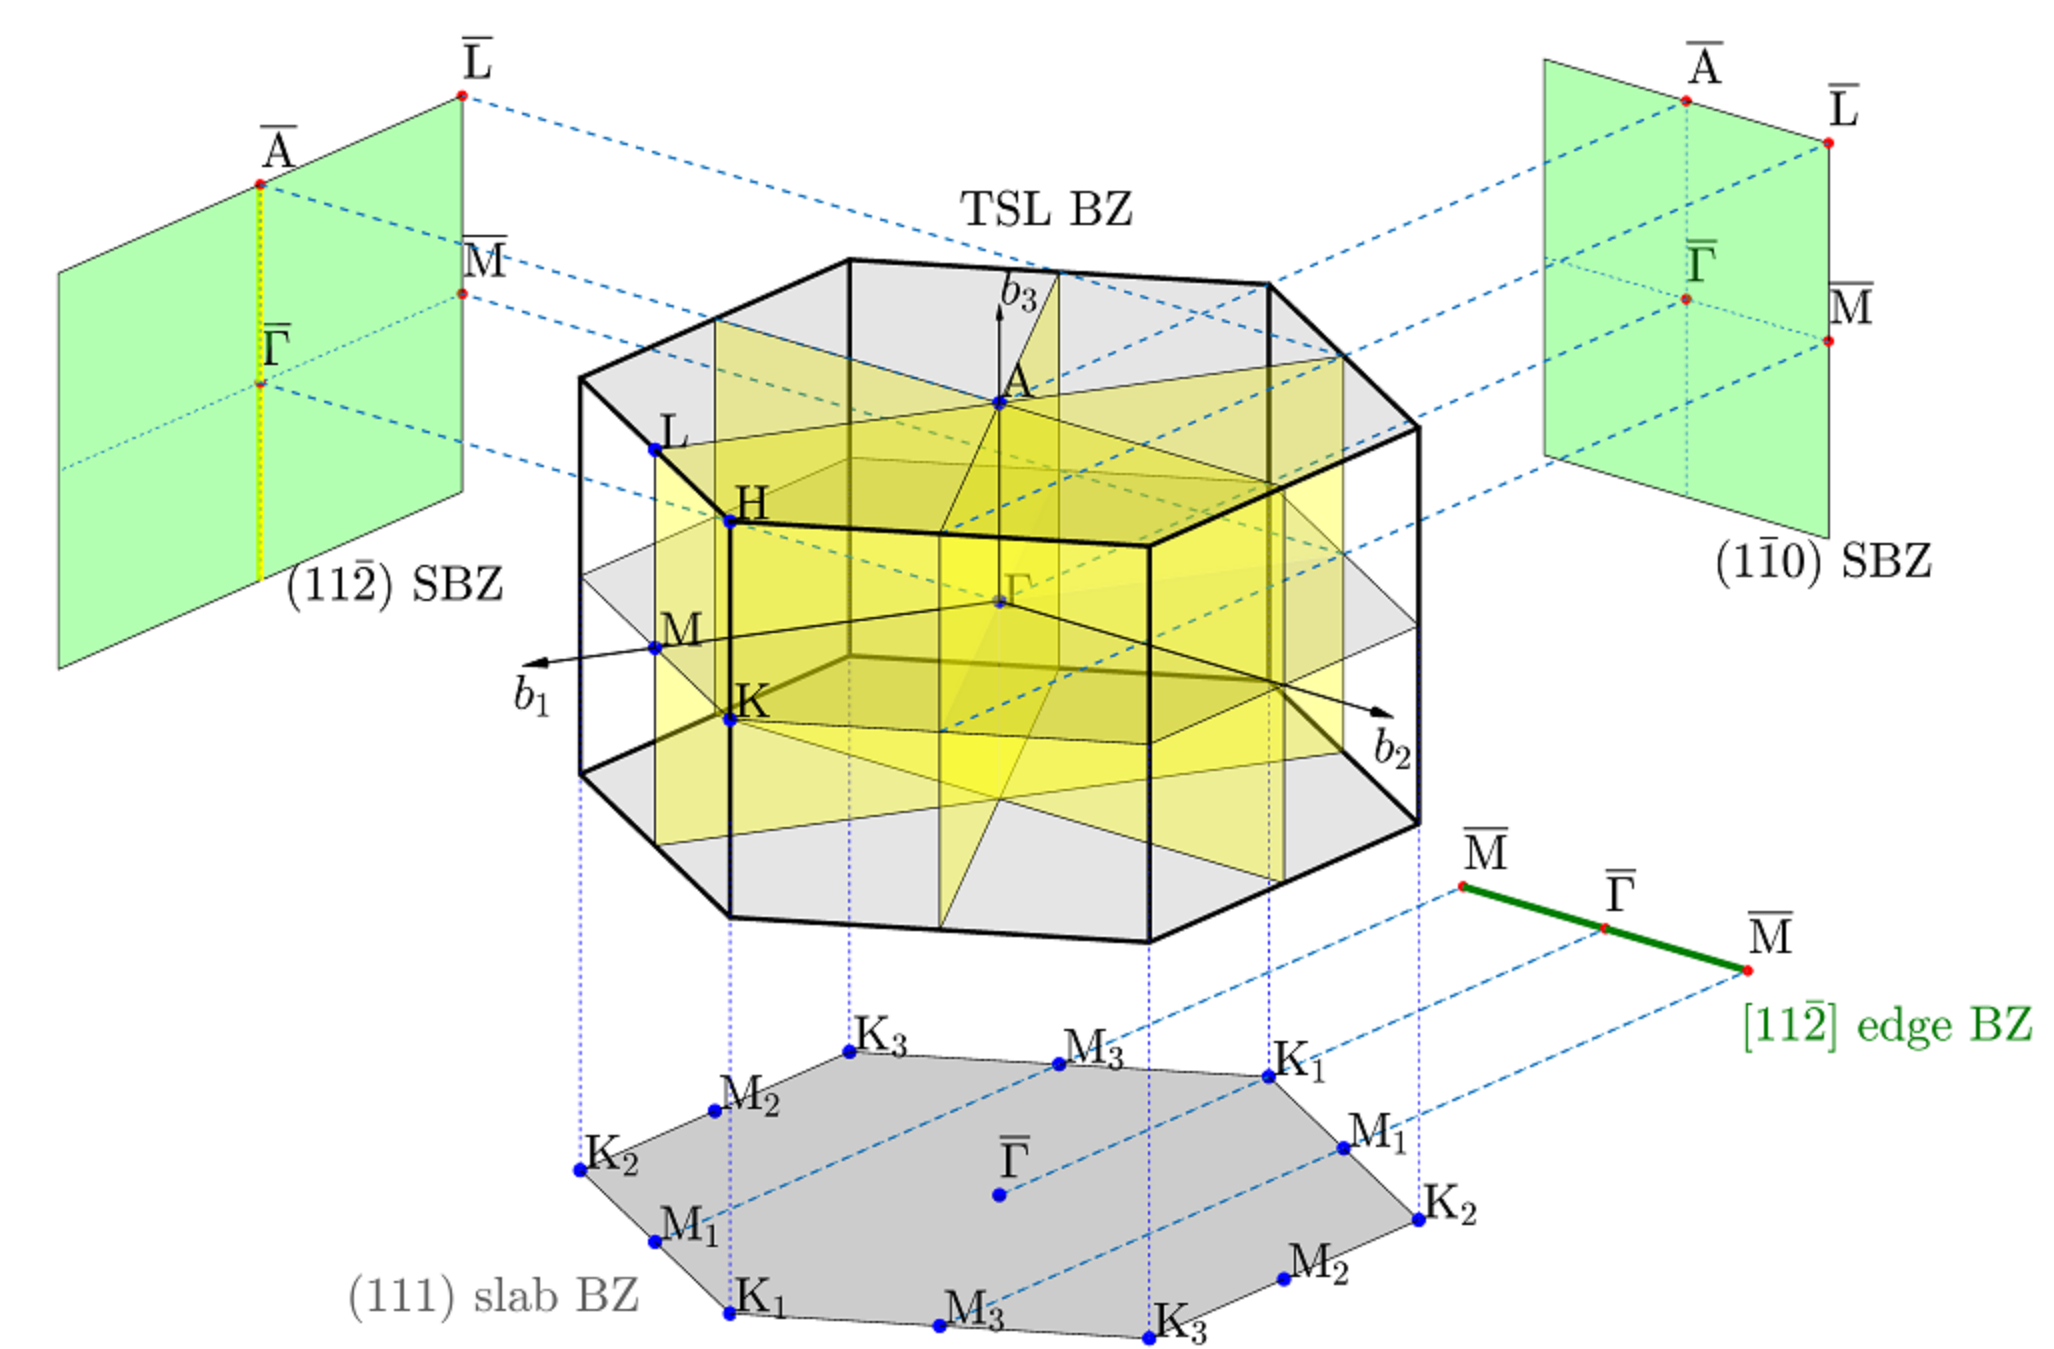 L̅
A̅
A̅
L̅
TSL BZ
M̅
Γ̅
b₃
Γ̅
M̅
A
L
H
(112̅) SBZ
(11̅0) SBZ
Γ
M
b₁
K
b₂
M̅
Γ̅
M̅
[112̅] edge BZ
K₃
M₃
K₁
M₂
M₁
K₂
Γ̅
K₂
M₁
M₂
(111) slab BZ
K₁
M₃
K₃